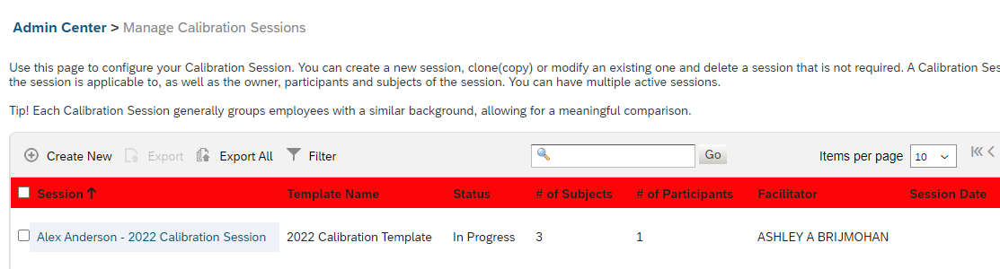 Admin Center > Manage Calibration Sessions
Use this page to configure your Calibration Session. You can create a new session, clone(copy) or modify an existing one and delete a session that is not required. A Calibration Ses
the session is applicable to, as well as the owner, participants and subjects of the session. You can have multiple active sessions.
Tip! Each Calibration Session generally groups employees with a similar background, allowing for a meaningful comparison.
Create New Export Export All Filter Go Items per page 10
Session Template Name Status # of Subjects # of Participants Facilitator Session Date
Alex Anderson - 2022 Calibration Session 2022 Calibration Template In Progress 3 1 ASHLEY A BRIJMOHAN